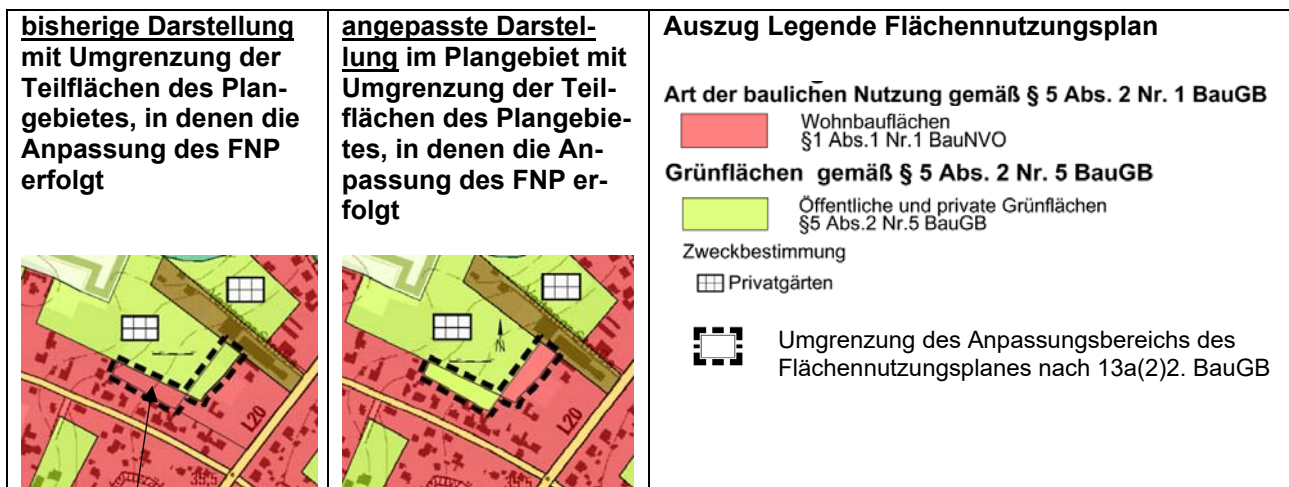 bisherige Darstellung
mit Umgrenzung der
Teilflächen des Plan-
gebietes, in denen die
Anpassung des FNP
erfolgt
angepasste Darstel-
lung im Plangebiet mit
Umgrenzung der Teil-
flächen des Plangebie-
tes, in denen die An-
passung des FNP er-
folgt
Auszug Legende Flächennutzungsplan
Art der baulichen Nutzung gemäß § 5 Abs. 2 Nr. 1 BauGB
Wohnbauflächen
§1 Abs.1 Nr.1 BauNVO
Grünflächen gemäß § 5 Abs. 2 Nr. 5 BauGB
Öffentliche und private Grünflächen
§5 Abs.2 Nr.5 BauGB
Zweckbestimmung
Privatgärten
Umgrenzung des Anpassungsbereichs des
Flächennutzungsplanes nach 13a(2)2. BauGB
L20
35,5
N
L20
35,5